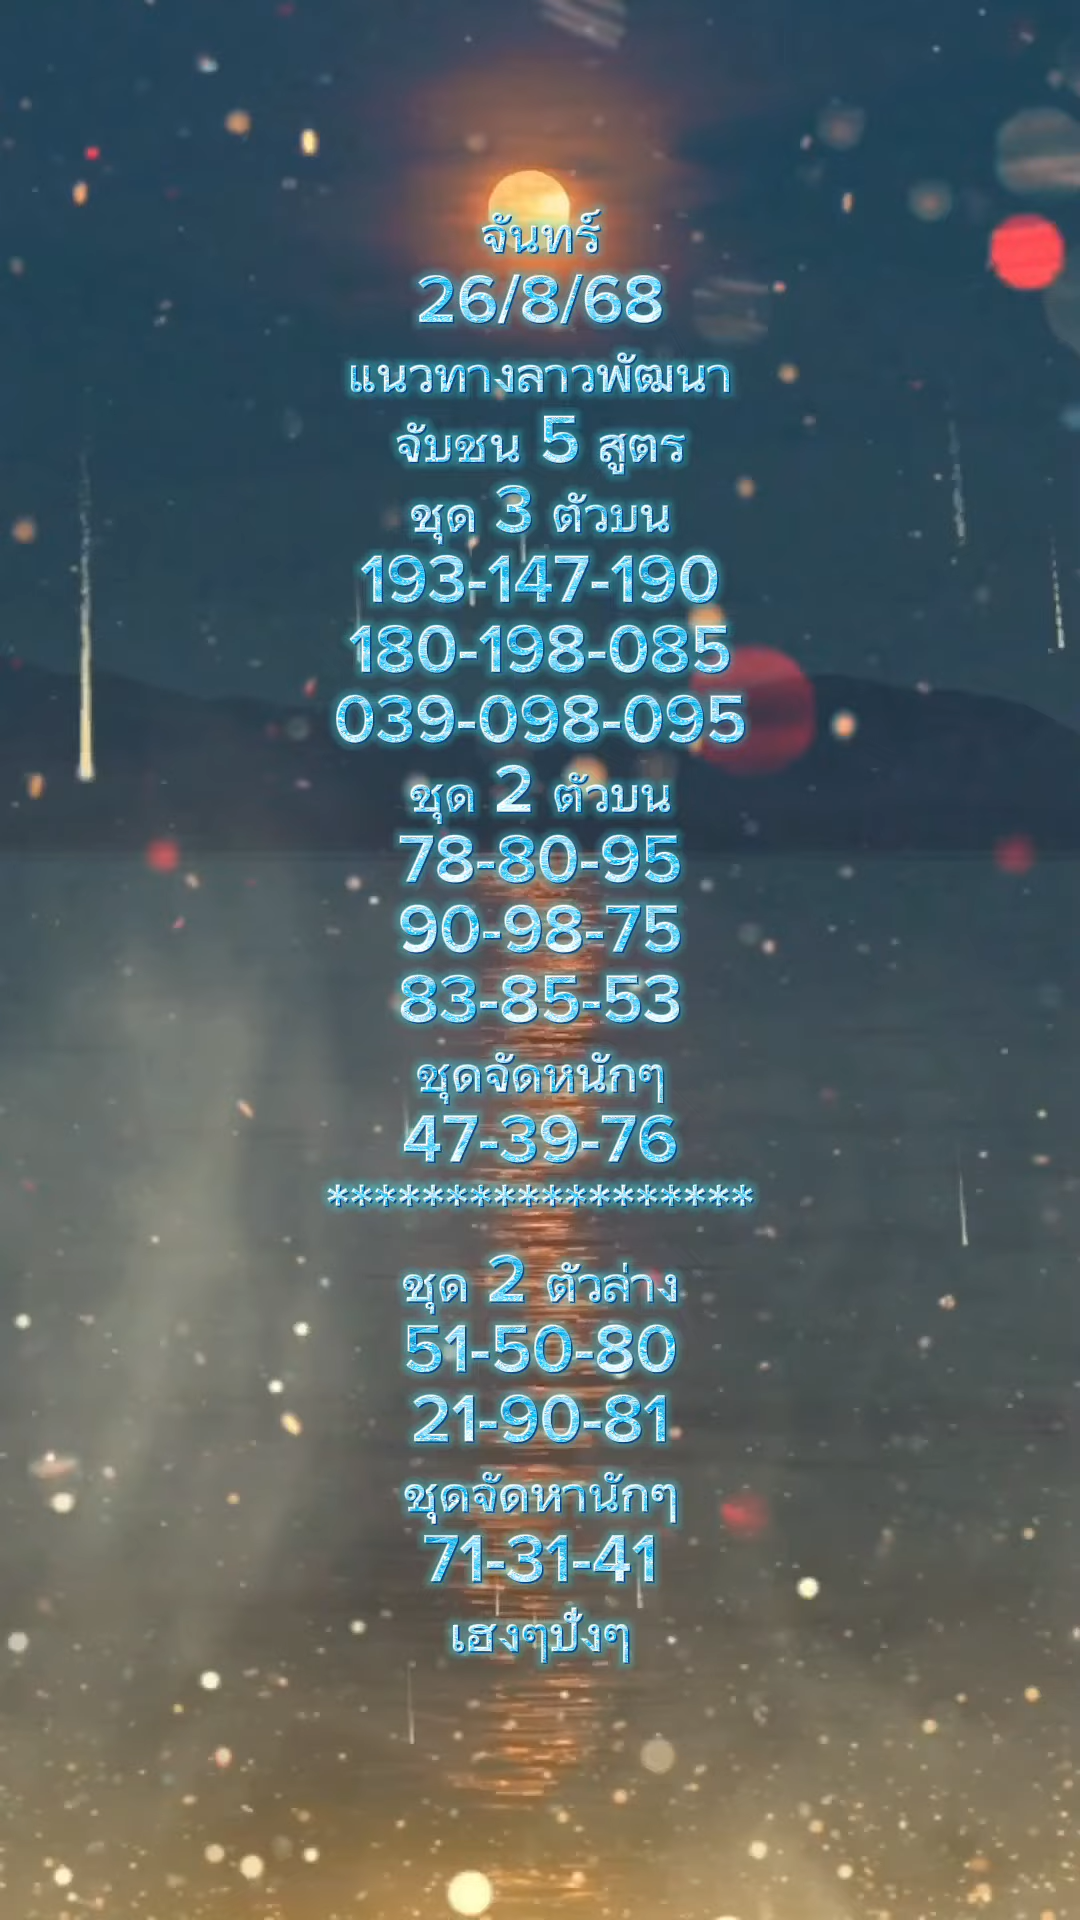 จันทร์
26/8/68
แนวทางลาวพัฒนา
จับชน 5 สูตร
ชุด 3 ตัวบน
193-147-190
180-198-085
039-098-095
ชุด 2 ตัวบน
78-80-95
90-98-75
83-85-53
ชุดจัดหนักๆ
47-39-76
******************
ชุด 2 ตัวล่าง
51-50-80
21-90-81
ชุดจัดหานักๆ
71-31-41
เฮงๆปังๆ